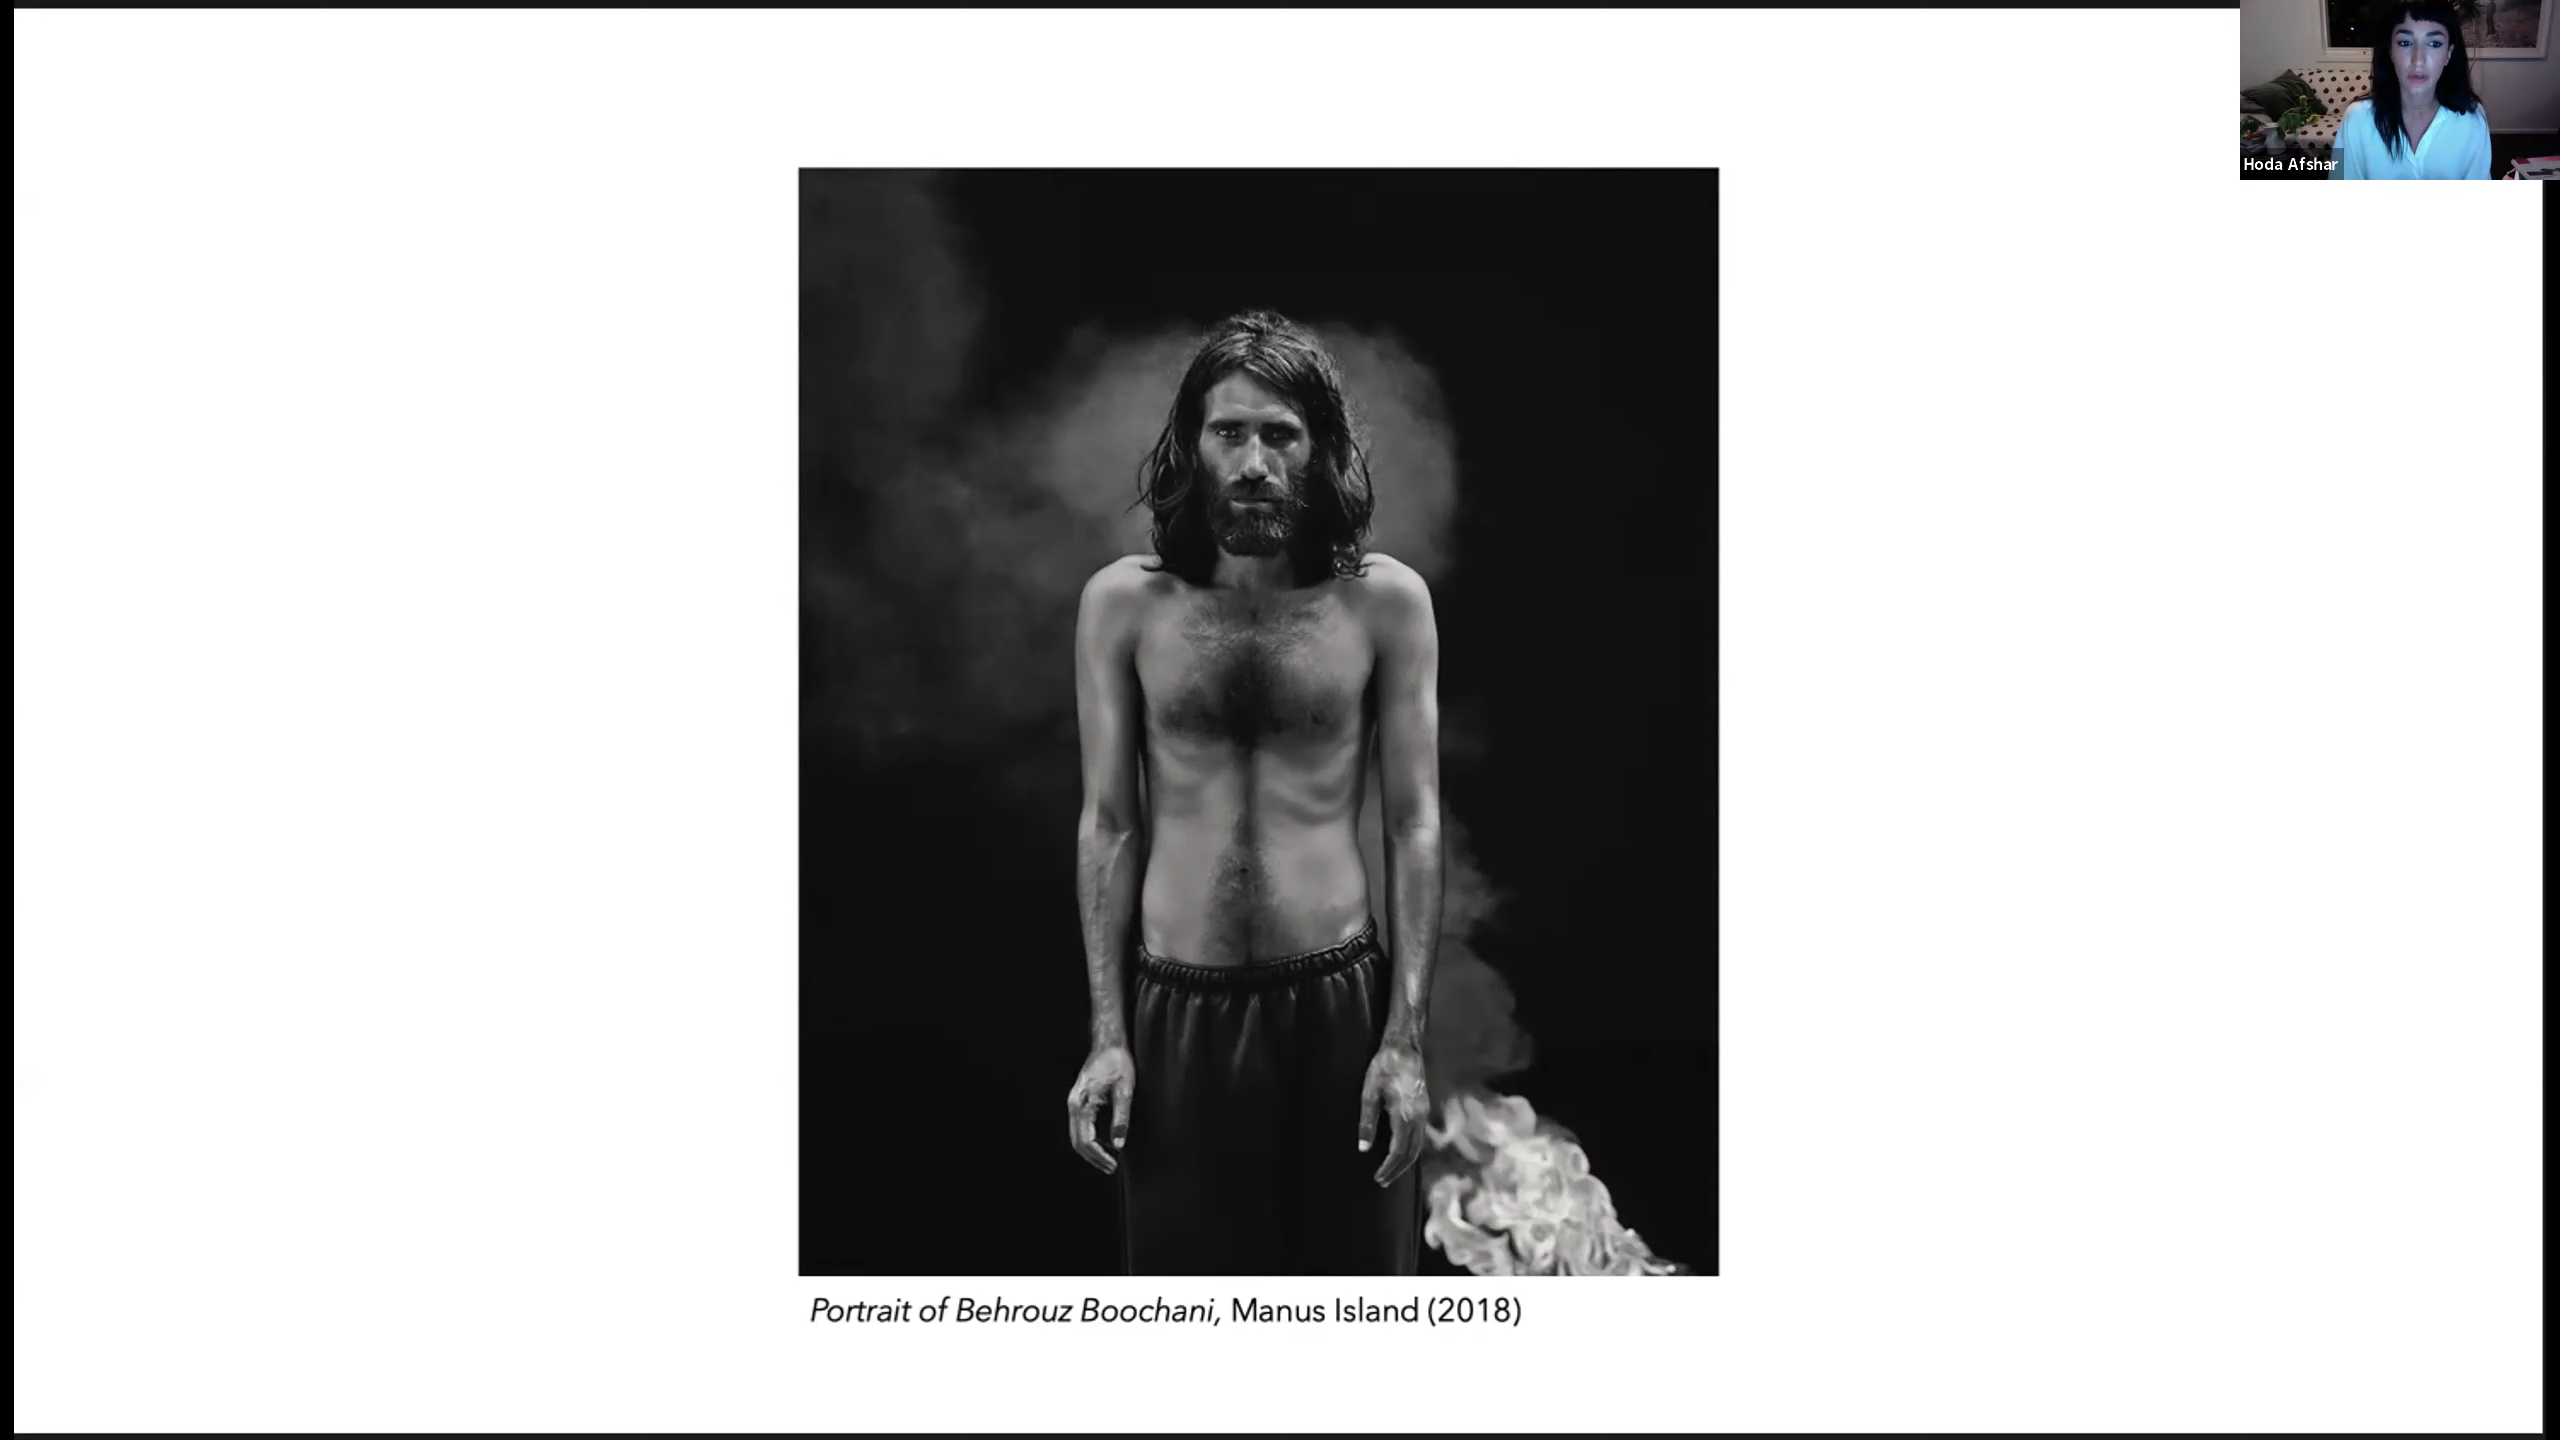 Hoda Afshar
Portrait of Behrouz Boochani, Manus Island (2018)